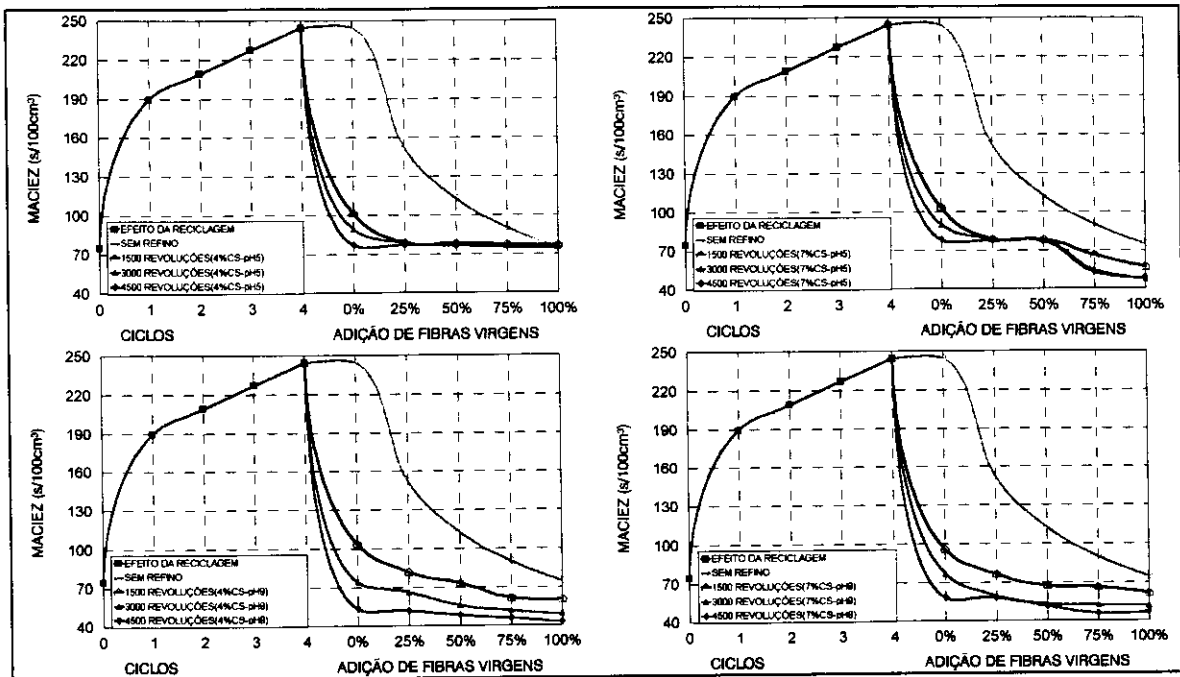 MACIEZ (s/100cm³)
250
220
190
160
130
100
70
40
EFEITO DA RECICLAGEM
SEM REFINO
1500 REVOLUÇÕES(4%CS-pH5)
3000 REVOLUÇÕES(4%CS-pH5)
4500 REVOLUÇÕES(4%CS-pH5)
0 1 2 3 4 0% 25% 50% 75% 100%
CICLOS ADIÇÃO DE FIBRAS VIRGENS
MACIEZ (s/100cm³)
250
220
190
160
130
100
70
40
EFEITO DA RECICLAGEM
SEM REFINO
1500 REVOLUÇÕES(7%CS-pH5)
3000 REVOLUÇÕES(7%CS-pH5)
4500 REVOLUÇÕES(7%CS-pH5)
0 1 2 3 4 0% 25% 50% 75% 100%
CICLOS ADIÇÃO DE FIBRAS VIRGENS
MACIEZ (s/100cm³)
250
220
190
160
130
100
70
40
EFEITO DA RECICLAGEM
SEM REFINO
1500 REVOLUÇÕES(4%CS-pH9)
3000 REVOLUÇÕES(4%CS-pH9)
4500 REVOLUÇÕES(4%CS-pH9)
0 1 2 3 4 0% 25% 50% 75% 100%
CICLOS ADIÇÃO DE FIBRAS VIRGENS
MACIEZ (s/100cm³)
250
220
190
160
130
100
70
40
EFEITO DA RECICLAGEM
SEM REFINO
1500 REVOLUÇÕES(7%CS-pH9)
3000 REVOLUÇÕES(7%CS-pH9)
4500 REVOLUÇÕES(7%CS-pH9)
0 1 2 3 4 0% 25% 50% 75% 100%
CICLOS ADIÇÃO DE FIBRAS VIRGENS